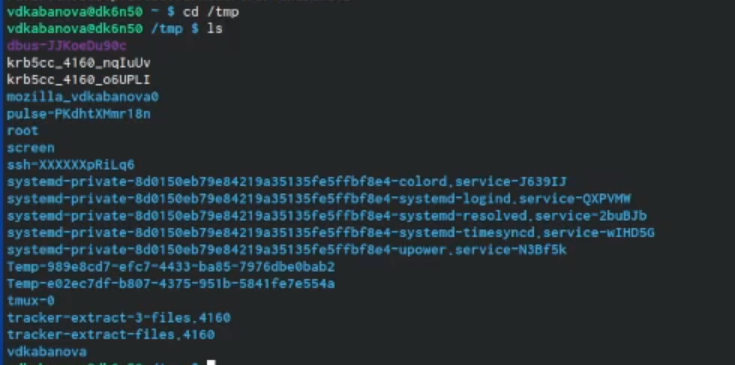 vdkabanova@dk6n50 ~ $ cd /tmp
vdkabanova@dk6n50 /tmp $ ls
dbus-JJKoeDu90c
krb5cc_4160_nqIuUv
krb5cc_4160_o6UPLI
mozilla_vdkabanova0
pulse-PKdhtXMmr18n
root
screen
ssh-XXXXXXpRiLq6
systemd-private-8d0150eb79e84219a35135fe5ffbf8e4-colord.service-J639IJ
systemd-private-8d0150eb79e84219a35135fe5ffbf8e4-systemd-logind.service-QXPVMW
systemd-private-8d0150eb79e84219a35135fe5ffbf8e4-systemd-resolved.service-2buBJb
systemd-private-8d0150eb79e84219a35135fe5ffbf8e4-systemd-timesyncd.service-wIHD5G
systemd-private-8d0150eb79e84219a35135fe5ffbf8e4-upower.service-N3Bf5k
Temp-989e8cd7-efc7-4433-ba85-7976dbe0bab2
Temp-e02ec7df-b807-4375-951b-5841fe7e554a
tmux-0
tracker-extract-3-files.4160
tracker-extract-files.4160
vdkabanova